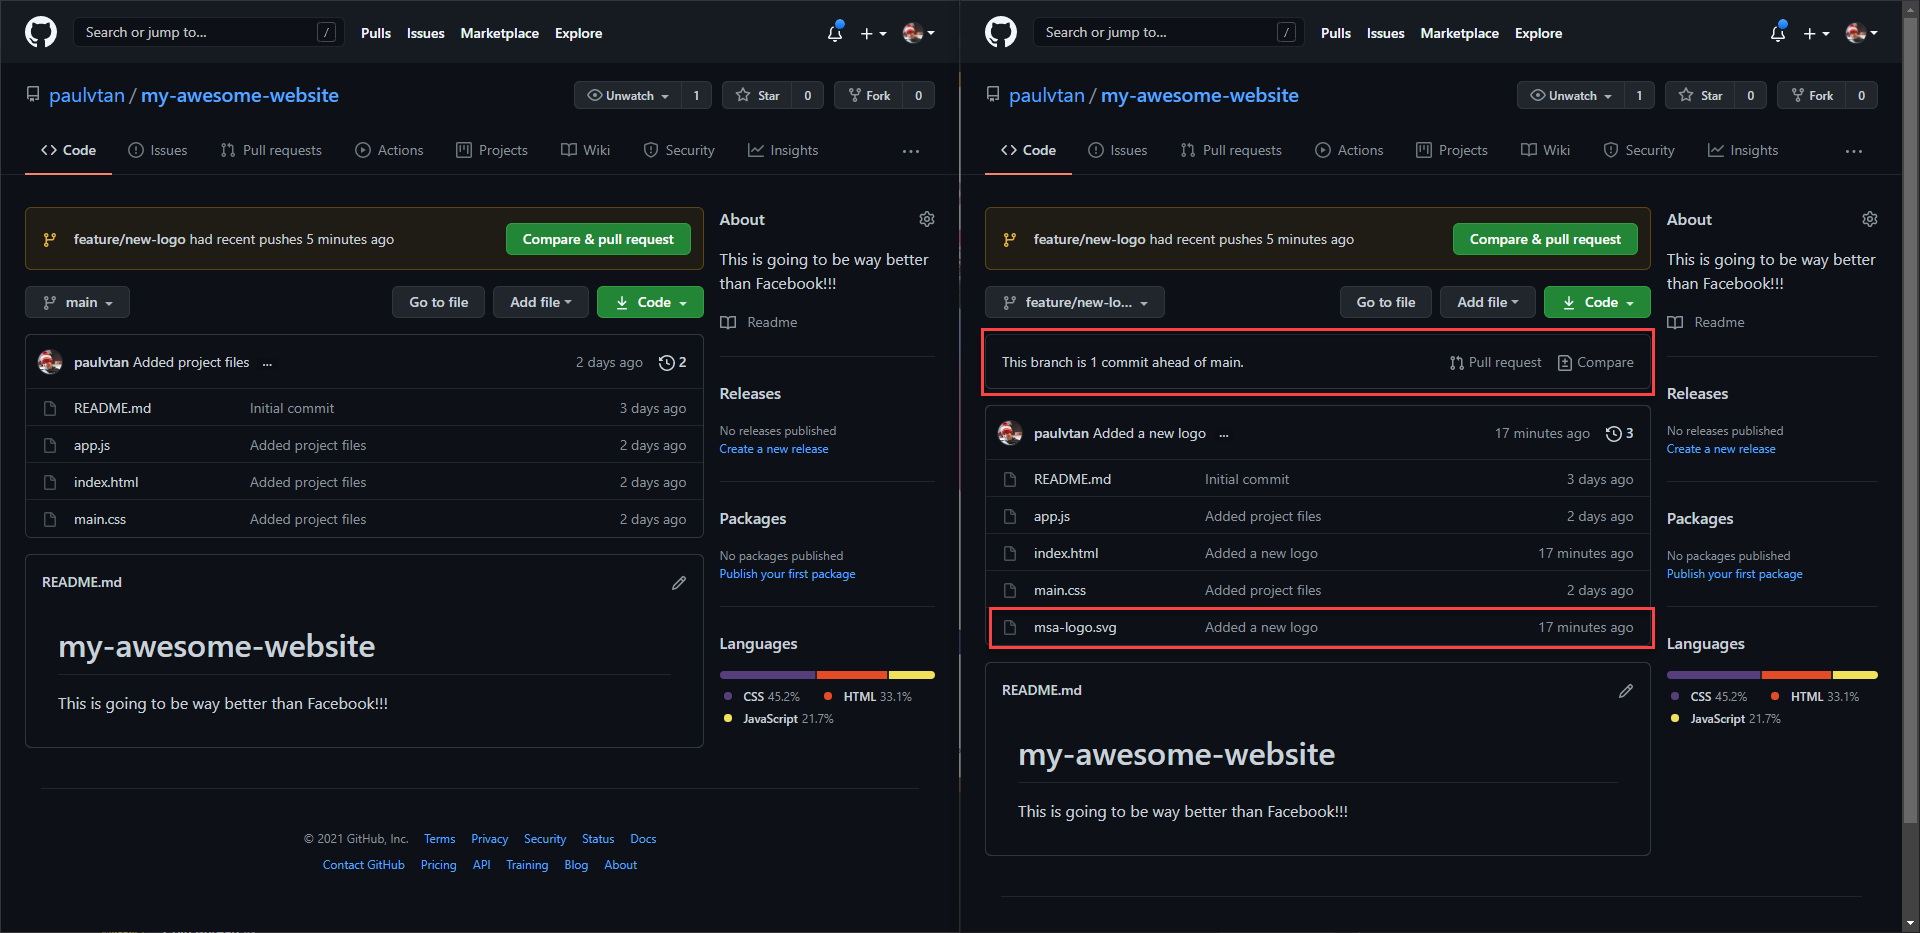 Search or jump to... /
Pulls Issues Marketplace Explore
paulvtan / my-awesome-website
Unwatch 1 Star 0 Fork 0
Code Issues Pull requests Actions Projects Wiki Security Insights ...
feature/new-logo had recent pushes 5 minutes ago
Compare & pull request
main
Go to file Add file Code
paulvtan Added project files ... 2 days ago 2
README.md Initial commit 3 days ago
app.js Added project files 2 days ago
index.html Added project files 2 days ago
main.css Added project files 2 days ago
README.md
my-awesome-website
This is going to be way better than Facebook!!!
About
This is going to be way better
than Facebook!!!
Readme
Releases
No releases published
Create a new release
Packages
No packages published
Publish your first package
Languages
CSS 45.2% HTML 33.1%
JavaScript 21.7%
© 2021 GitHub, Inc. Terms Privacy Security Status Docs
Contact GitHub Pricing API Training Blog About
Search or jump to... /
Pulls Issues Marketplace Explore
paulvtan / my-awesome-website
Unwatch 1 Star 0 Fork 0
Code Issues Pull requests Actions Projects Wiki Security Insights ...
feature/new-logo had recent pushes 5 minutes ago
Compare & pull request
feature/new-lo...
Go to file Add file Code
This branch is 1 commit ahead of main. Pull request Compare
paulvtan Added a new logo ... 17 minutes ago 3
README.md Initial commit 3 days ago
app.js Added project files 2 days ago
index.html Added a new logo 17 minutes ago
main.css Added project files 2 days ago
msa-logo.svg Added a new logo 17 minutes ago
README.md
my-awesome-website
This is going to be way better than Facebook!!!
About
This is going to be way better
than Facebook!!!
Readme
Releases
No releases published
Create a new release
Packages
No packages published
Publish your first package
Languages
CSS 45.2% HTML 33.1%
JavaScript 21.7%